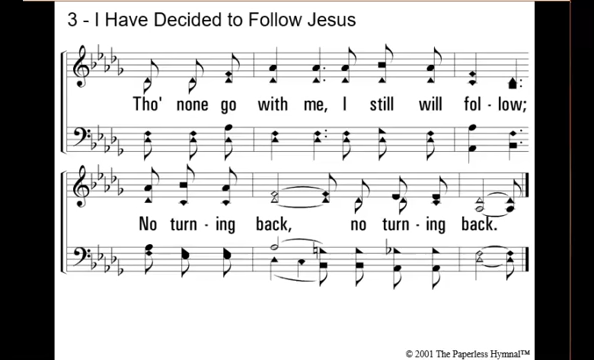 3 - I Have Decided to Follow Jesus
Tho' none go with me, I still will fol - low;
No turn - ing back, no turn - ing back.
© 2001 The Paperless Hymnal™